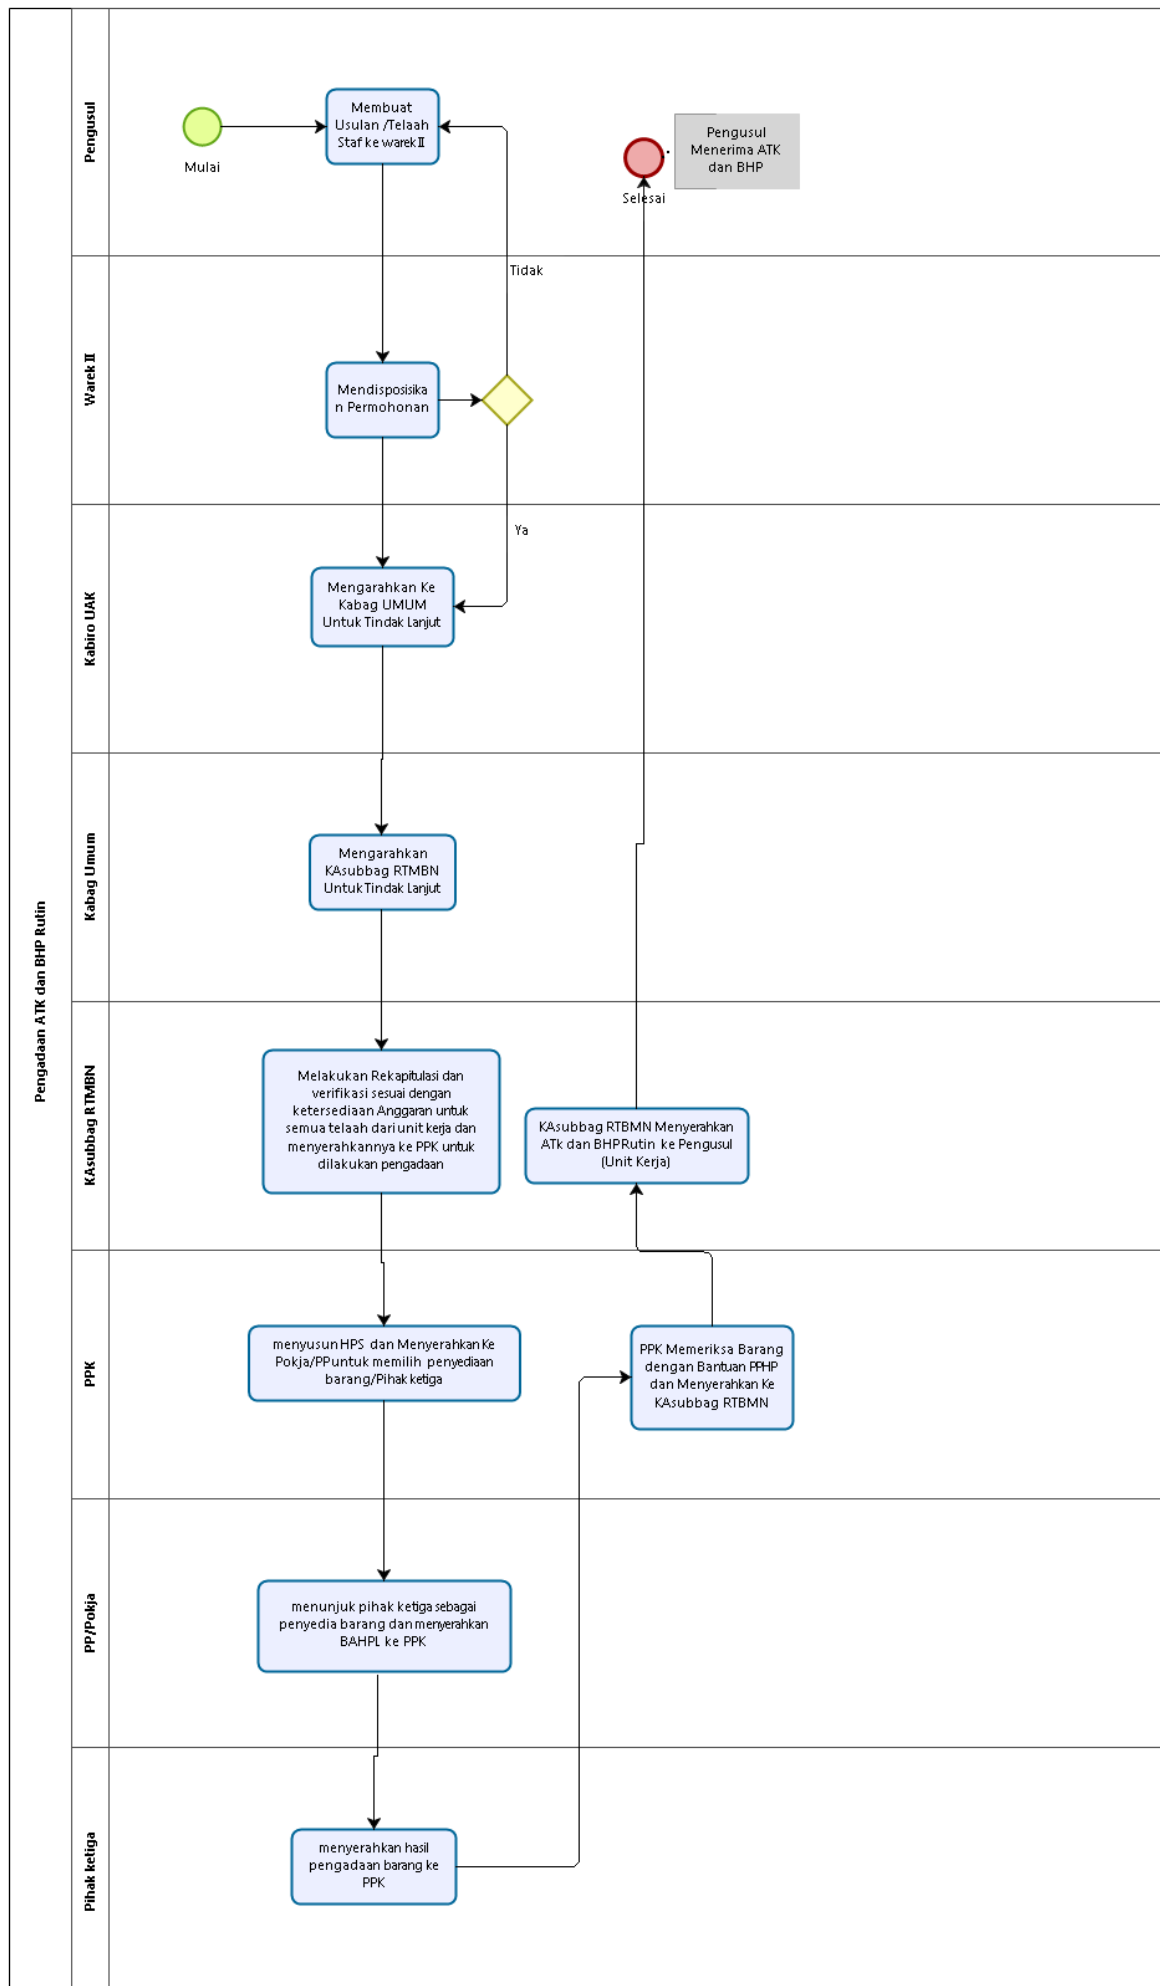 Pengadaan ATK dan BHP Rutin
Pengusul
Mulai
Membuat
Usulan /Telaah
Staf ke warek II
Selesai
Pengusul
Menerima ATK
dan BHP
Tidak
Warek II
Mendisposisika
n Permohonan
Ya
Kabiro UAK
Mengarahkan Ke
Kabag UMUM
Untuk Tindak Lanjut
Kabag Umum
Mengarahkan
KAsubbag RTMBN
Untuk Tindak Lanjut
KAsubbag RTMBN
Melakukan Rekapitulasi dan
verifikasi sesuai dengan
ketersediaan Anggaran untuk
semua telaah dari unit kerja dan
menyerahkannya ke PPK untuk
dilakukan pengadaan
KAsubbag RTBMN Menyerahkan
ATk dan BHP Rutin ke Pengusul
(Unit Kerja)
PPK
menyusun HPS dan Menyerahkan Ke
Pokja/PP untuk memilih penyediaan
barang/Pihak ketiga
PPK Memeriksa Barang
dengan Bantuan PPHP
dan Menyerahkan Ke
KAsubbag RTBMN
PP/Pokja
menunjuk pihak ketiga sebagai
penyedia barang dan menyerahkan
BAHPL ke PPK
Pihak ketiga
menyerahkan hasil
pengadaan barang ke
PPK